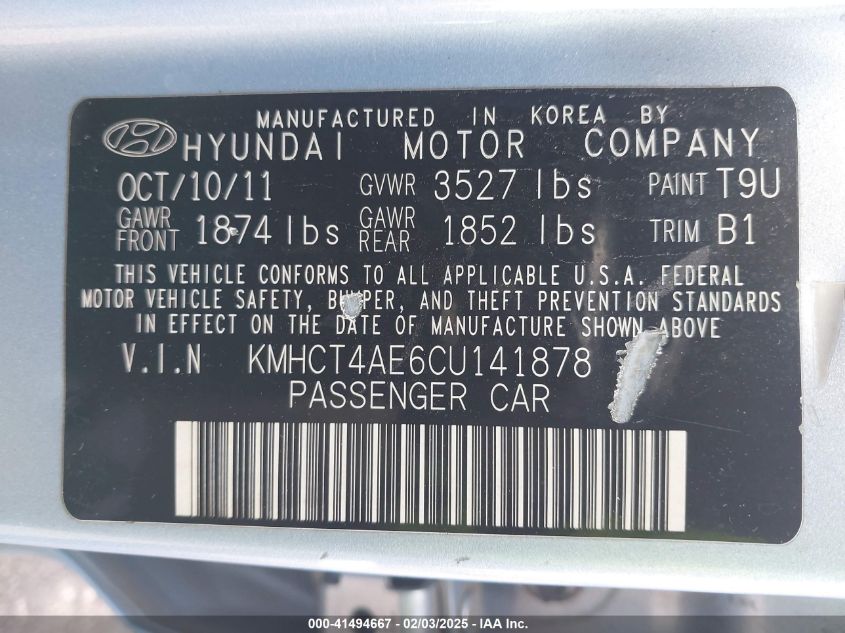 MANUFACTURED IN KOREA BY
HYUNDAI MOTOR COMPANY
OCT/10/11 GVWR 3527 lbs PAINT T9U
GAWR FRONT 1874 lbs GAWR REAR 1852 lbs TRIM B1
THIS VEHICLE CONFORMS TO ALL APPLICABLE U.S.A. FEDERAL
MOTOR VEHICLE SAFETY, BUMPER, AND THEFT PREVENTION STANDARDS
IN EFFECT ON THE DATE OF MANUFACTURE SHOWN ABOVE
V.I.N KMHCT4AE6CU141878
PASSENGER CAR
000-41494667 - 02/03/2025 - IAA Inc.